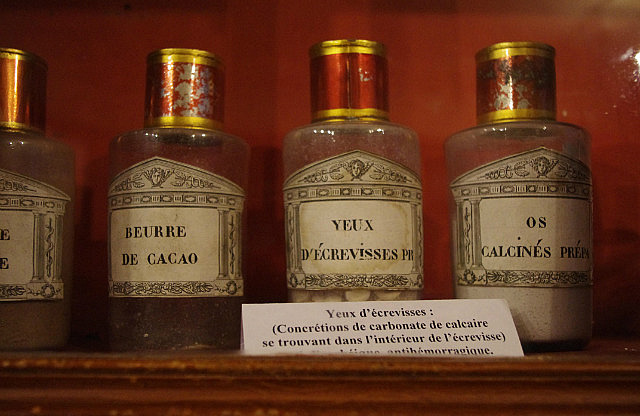 BEURRE
DE CACAO
YEUX
D'ÉCREVISSES PR
OS
CALCINÉS PRÉPA
Yeux d'écrevisses :
(Concrétions de carbonate de calcaire
se trouvant dans l'intérieur de l'écrevisse)
antihémorragique.